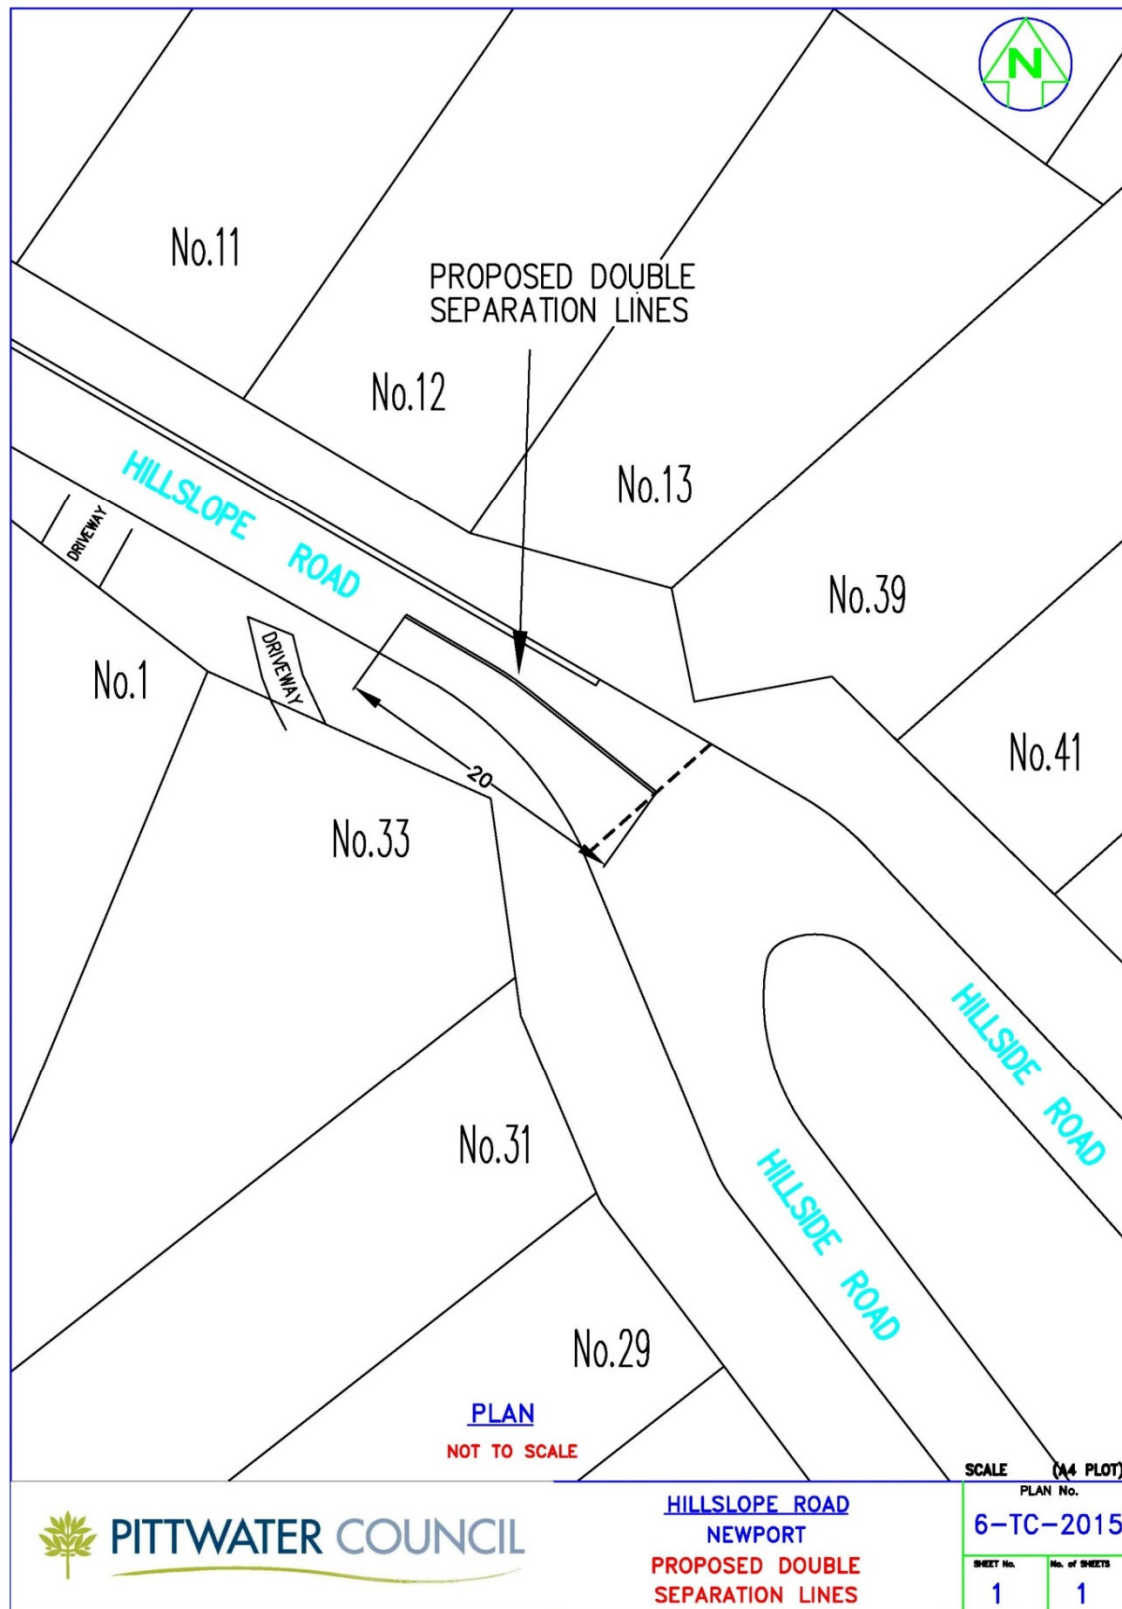 N
No.11
PROPOSED DOUBLE
SEPARATION LINES
No.12
No.13
HILLSLOPE ROAD
DRIVEWAY
No.39
DRIVEWAY
No.1
No.41
20
No.33
HILLSIDE ROAD
No.31
HILLSIDE ROAD
No.29
PLAN
NOT TO SCALE
SCALE (A4 PLOT)
PITTWATER COUNCIL
HILLSLOPE ROAD
NEWPORT
PROPOSED DOUBLE
SEPARATION LINES
PLAN No.
6-TC-2015
SHEET No.
1
No. of SHEETS
1